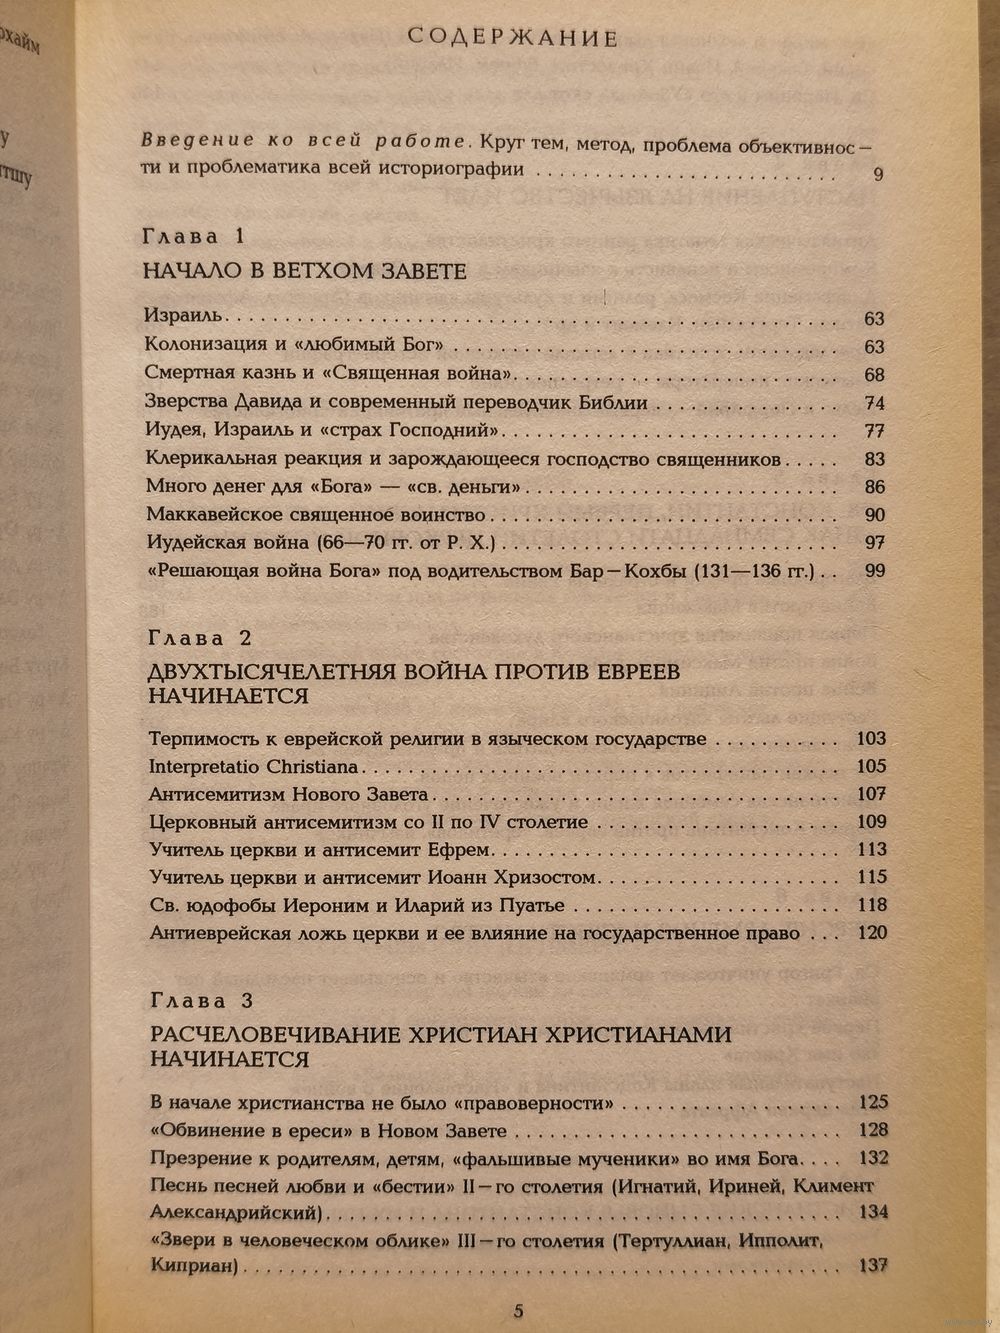 СОДЕРЖАНИЕ
Введение ко всей работе. Круг тем, метод, проблема объективнос-
ти и проблематика всей историографии . . . . . . . . . . . . . . . . . . . . . . . . . . 9
Глава 1
НАЧАЛО В ВЕТХОМ ЗАВЕТЕ
Израиль. . . . . . . . . . . . . . . . . . . . . . . . . . . . . . . . . . . . . . . . . . . . . . . . . . . . 63
Колонизация и «любимый Бог» . . . . . . . . . . . . . . . . . . . . . . . . . . . . . . . . . 63
Смертная казнь и «Священная война». . . . . . . . . . . . . . . . . . . . . . . . . . . . 68
Зверства Давида и современный переводчик Библии . . . . . . . . . . . . . . . . 74
Иудея, Израиль и «страх Господний». . . . . . . . . . . . . . . . . . . . . . . . . . . . . 77
Клерикальная реакция и зарождающееся господство священников . . . . . 83
Много денег для «Бога» — «св. деньги» . . . . . . . . . . . . . . . . . . . . . . . . . . . 86
Маккавейское священное воинство . . . . . . . . . . . . . . . . . . . . . . . . . . . . . . 90
Иудейская война (66—70 гг. от Р. Х.) . . . . . . . . . . . . . . . . . . . . . . . . . . . . . 97
«Решающая война Бога» под водительством Бар-Кохбы (131—136 гг.) . . 99
Глава 2
ДВУХТЫСЯЧЕЛЕТНЯЯ ВОЙНА ПРОТИВ ЕВРЕЕВ
НАЧИНАЕТСЯ
Терпимость к еврейской религии в языческом государстве . . . . . . . . . . . 103
Interpretatio Christiana. . . . . . . . . . . . . . . . . . . . . . . . . . . . . . . . . . . . . . . . . 105
Антисемитизм Нового Завета. . . . . . . . . . . . . . . . . . . . . . . . . . . . . . . . . . . 107
Церковный антисемитизм со II по IV столетие . . . . . . . . . . . . . . . . . . . . . 109
Учитель церкви и антисемит Ефрем. . . . . . . . . . . . . . . . . . . . . . . . . . . . . . 113
Учитель церкви и антисемит Иоанн Хризостом. . . . . . . . . . . . . . . . . . . . . 115
Св. юдофобы Иероним и Иларий из Пуатье . . . . . . . . . . . . . . . . . . . . . . . 118
Антиеврейская ложь церкви и ее влияние на государственное право . . . 120
Глава 3
РАСЧЕЛОВЕЧИВАНИЕ ХРИСТИАН ХРИСТИАНАМИ
НАЧИНАЕТСЯ
В начале христианства не было «правоверности» . . . . . . . . . . . . . . . . . . . 125
«Обвинение в ереси» в Новом Завете . . . . . . . . . . . . . . . . . . . . . . . . . . . . 128
Презрение к родителям, детям, «фальшивые мученики» во имя Бога. . . . 132
Песнь песней любви и «бестии» II-го столетия (Игнатий, Ириней, Климент
Александрийский). . . . . . . . . . . . . . . . . . . . . . . . . . . . . . . . . . . . . . . . . . . . 134
«Звери в человеческом облике» III-го столетия (Тертуллиан, Ипполит,
Киприан) . . . . . . . . . . . . . . . . . . . . . . . . . . . . . . . . . . . . . . . . . . . . . . . . . . . 137
5